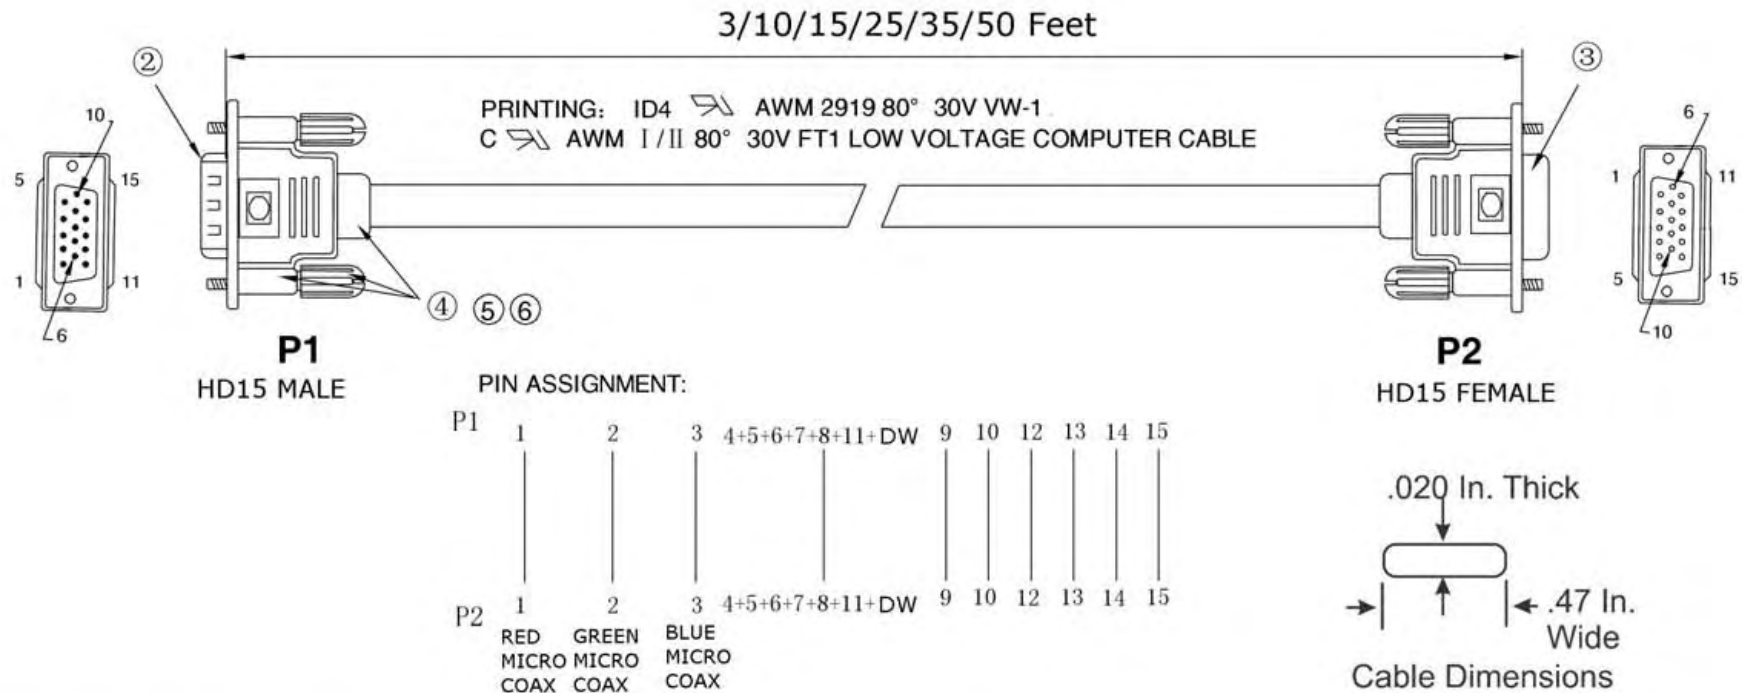 3/10/15/25/35/50 Feet
②
③
PRINTING: ID4 AWM 2919 80° 30V VW-1
C AWM I/II 80° 30V FT1 LOW VOLTAGE COMPUTER CABLE
10
5 15
1 11
6
6
1 11
5 15
10
④ ⑤ ⑥
P1
HD15 MALE
P2
HD15 FEMALE
PIN ASSIGNMENT:
P1 1 2 3 4+5+6+7+8+11+DW 9 10 12 13 14 15
P2 1 2 3 4+5+6+7+8+11+DW 9 10 12 13 14 15
RED MICRO COAX
GREEN MICRO COAX
BLUE MICRO COAX
.020 In. Thick
.47 In.
Wide
Cable Dimensions